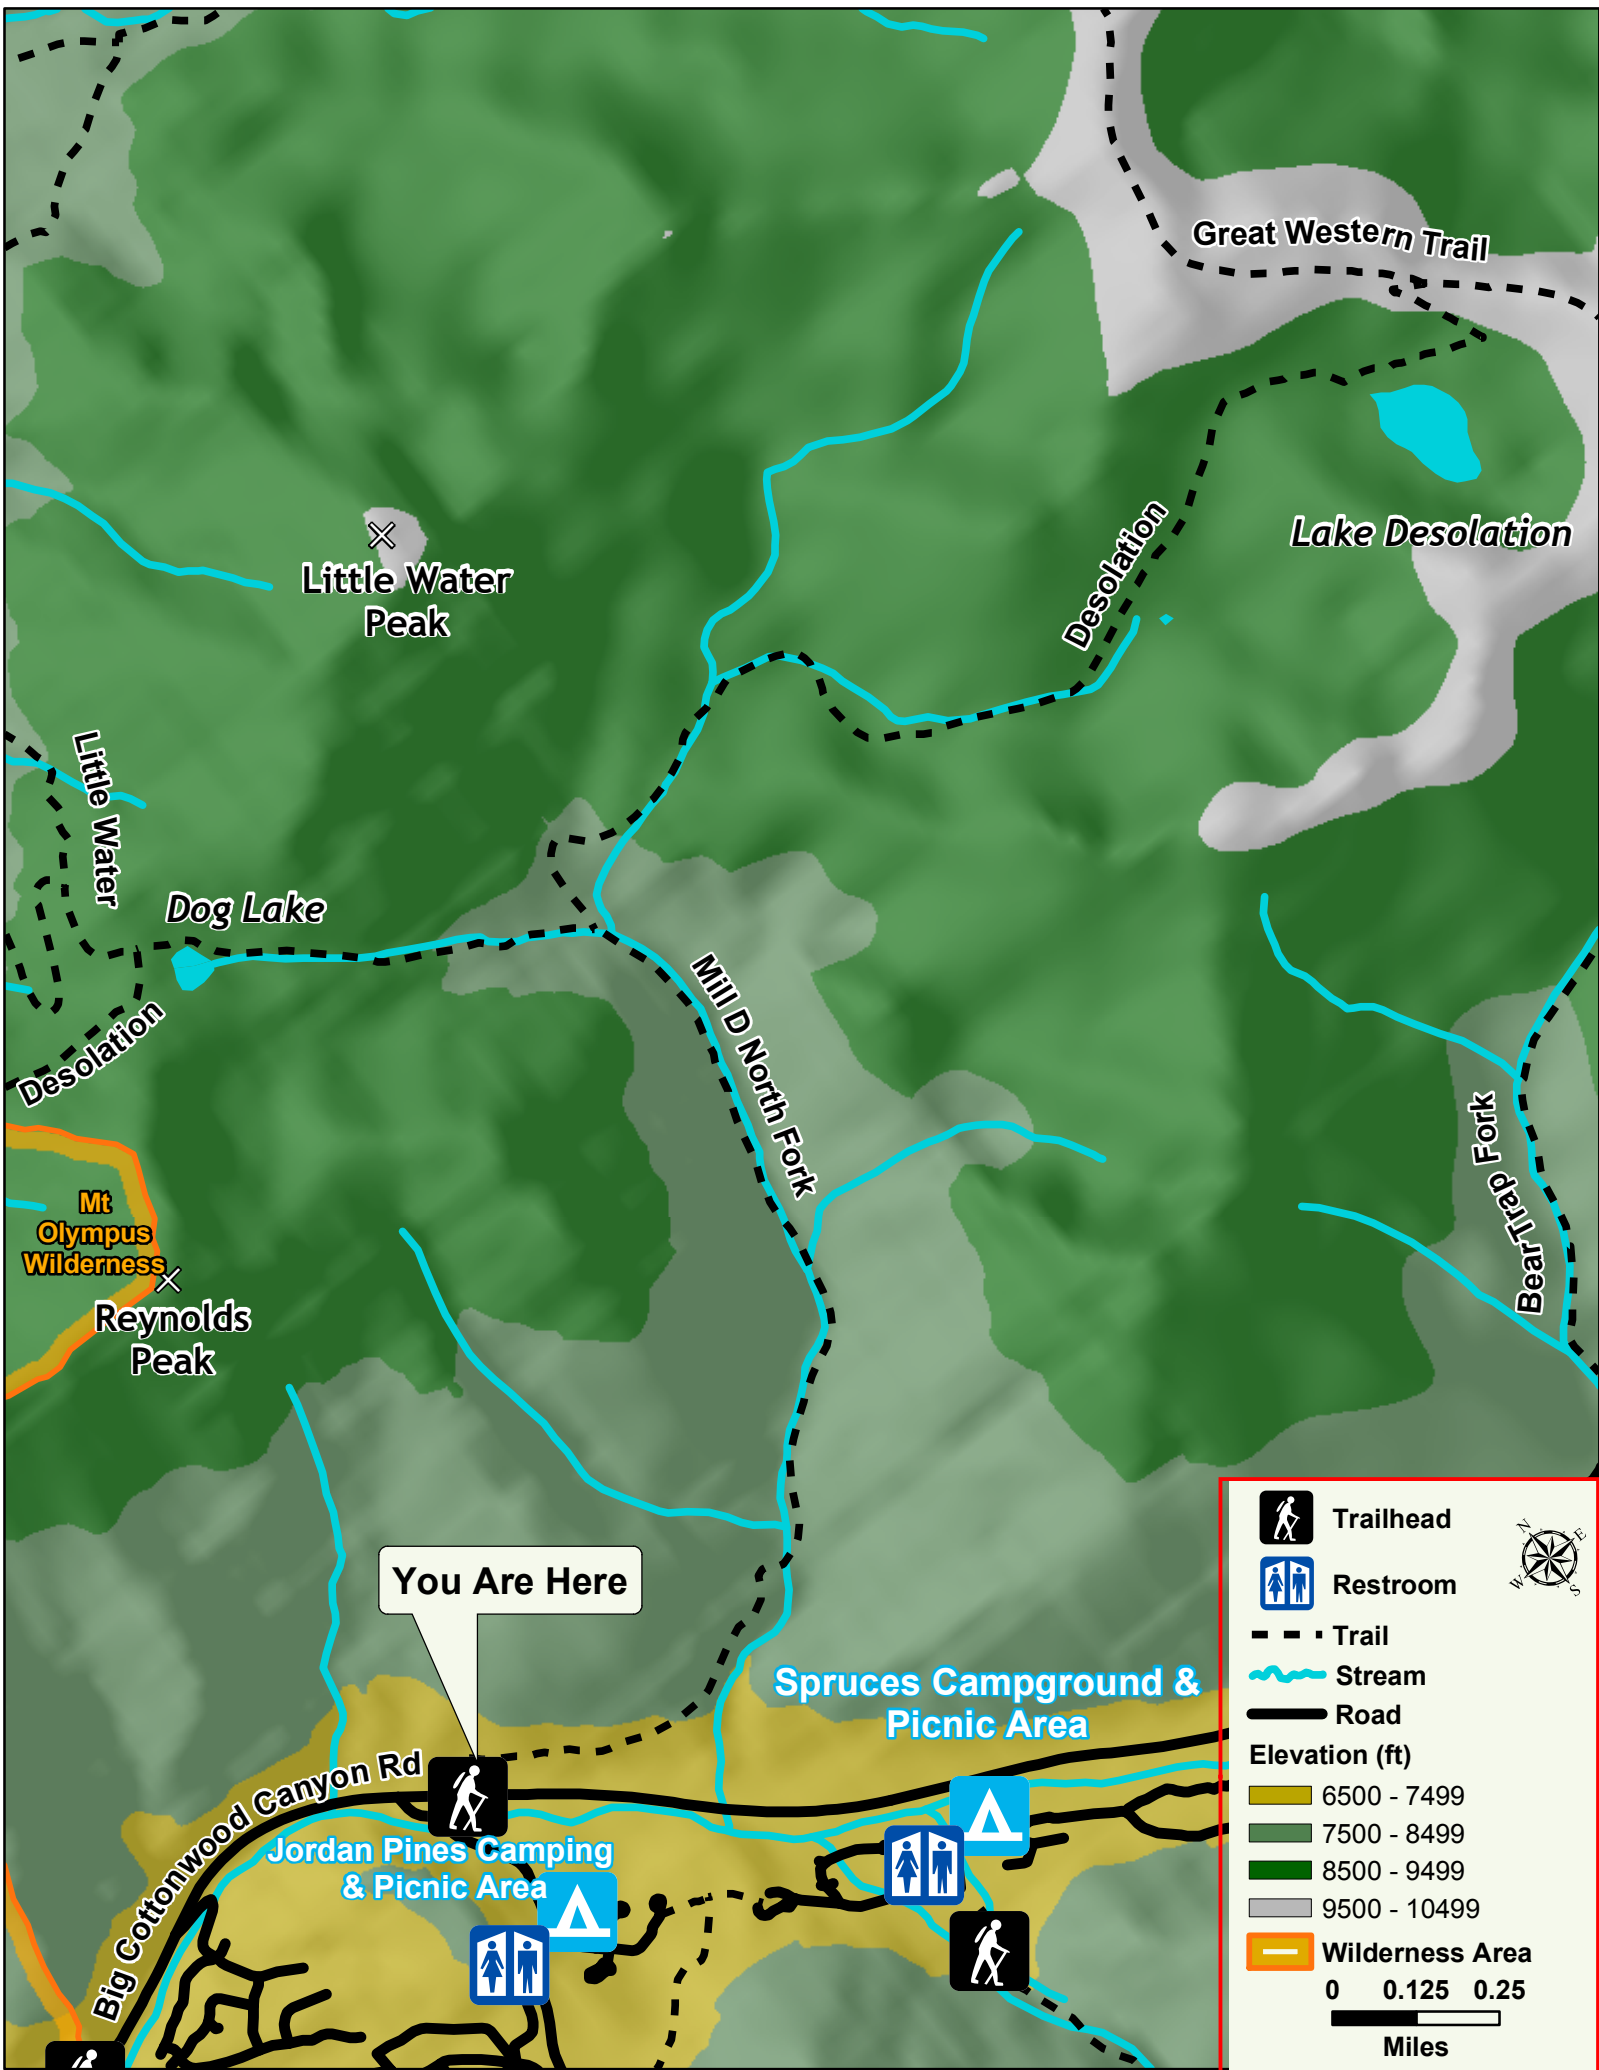 Great Western Trail
Desolation
Lake Desolation
Little Water
Peak
Little Water
Dog Lake
Desolation
Mill D North Fork
Bear Trap Fork
Mt
Olympus
Wilderness
Reynolds
Peak
You Are Here
Spruces Campground &
Picnic Area
Big Cottonwood Canyon Rd
Jordan Pines Camping
& Picnic Area
Trailhead
N
E
W
S
Restroom
Trail
Stream
Road
Elevation (ft)
6500 - 7499
7500 - 8499
8500 - 9499
9500 - 10499
Wilderness Area
0 0.125 0.25
Miles